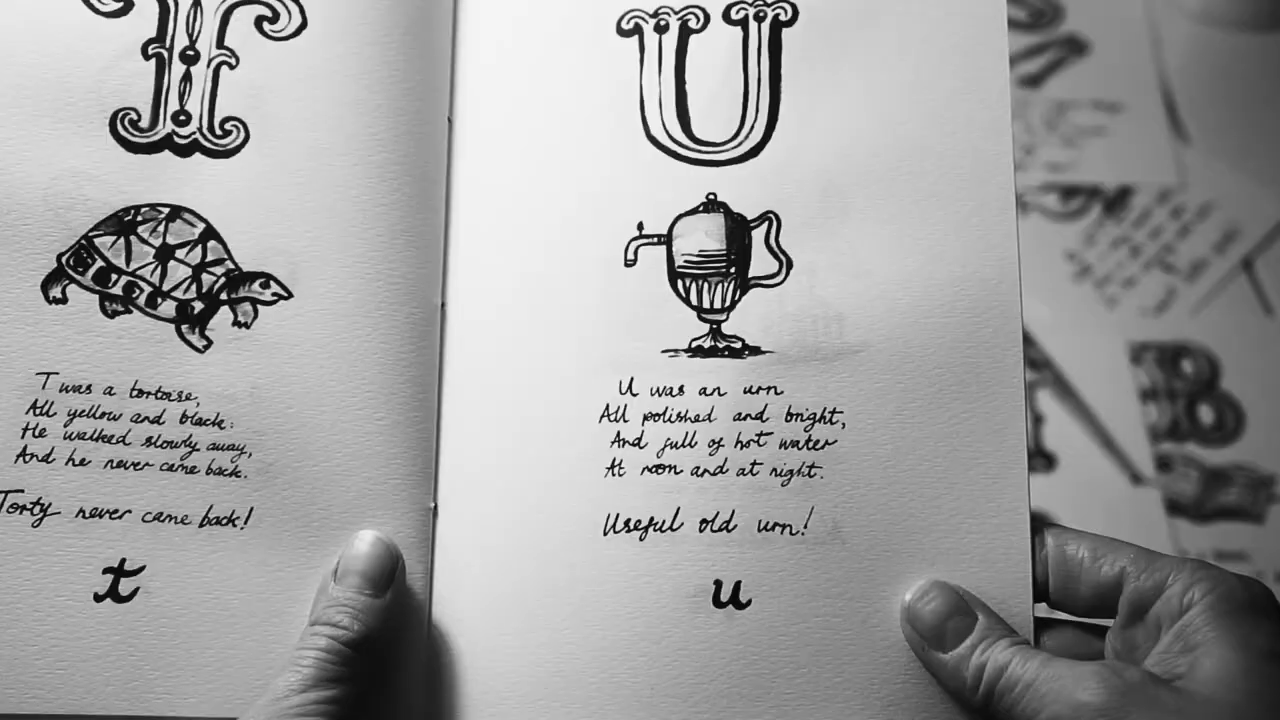 T
T was a tortoise,
All yellow and black:
He walked slowly away,
And he never came back.
Torty never came back!
t
U
U was an urn
All polished and bright,
And full of hot water
At noon and at night.
Useful old urn!
u
B